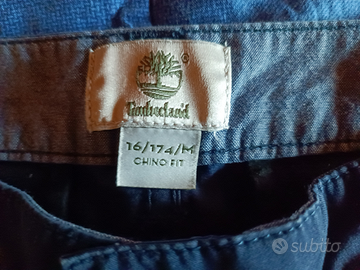 Timberland®
16/174/M
CHINO FIT
subito